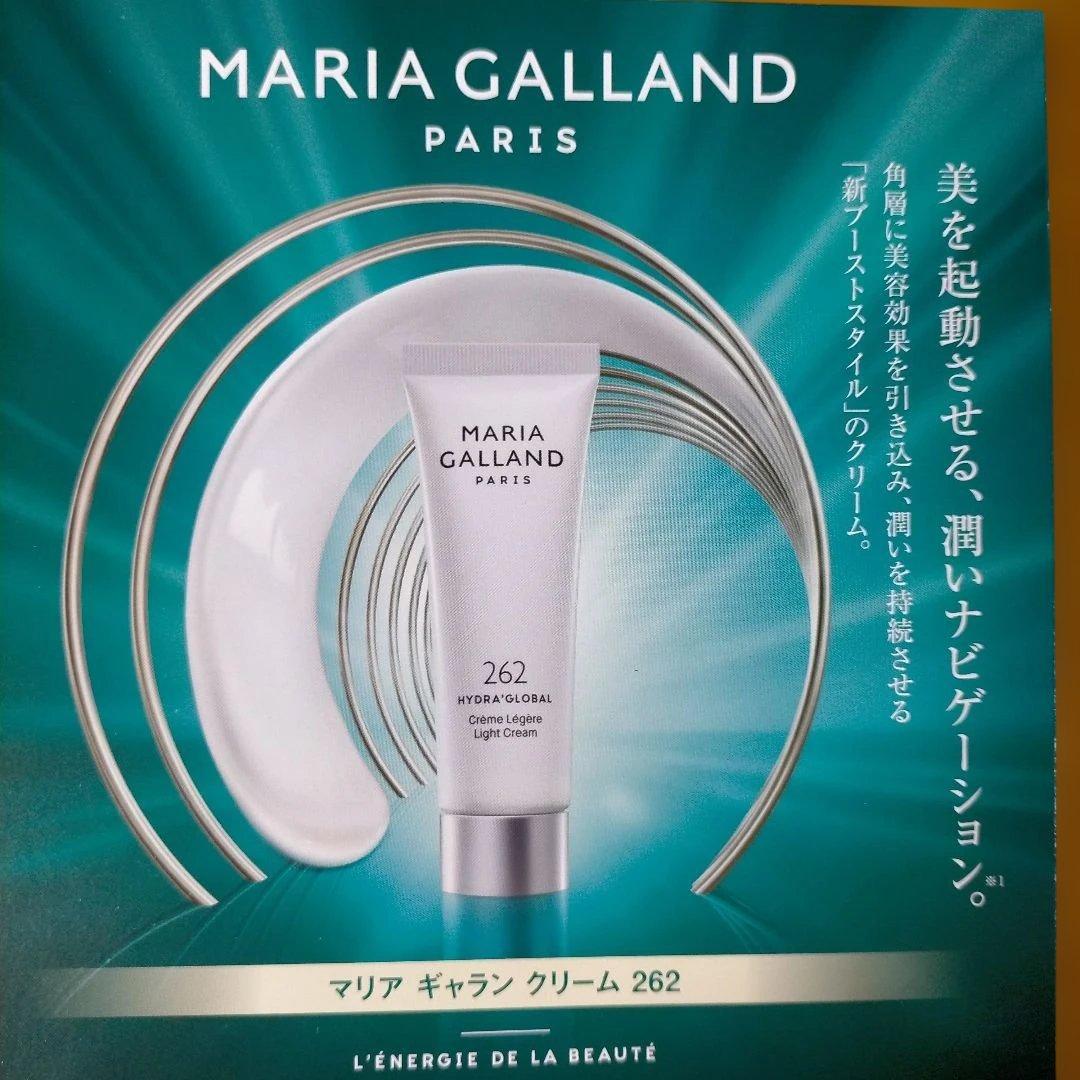 MARIA GALLAND
PARIS
美を起動させる、潤いナビゲーション。※1
角層に美容効果を引き込み、潤いを持続させる
「新ブーストスタイル」のクリーム。
MARIA
GALLAND
PARIS
262
HYDRA'GLOBAL
Crème Légère
Light Cream
マリア ギャラン クリーム 262
L'ÉNERGIE DE LA BEAUTÉ